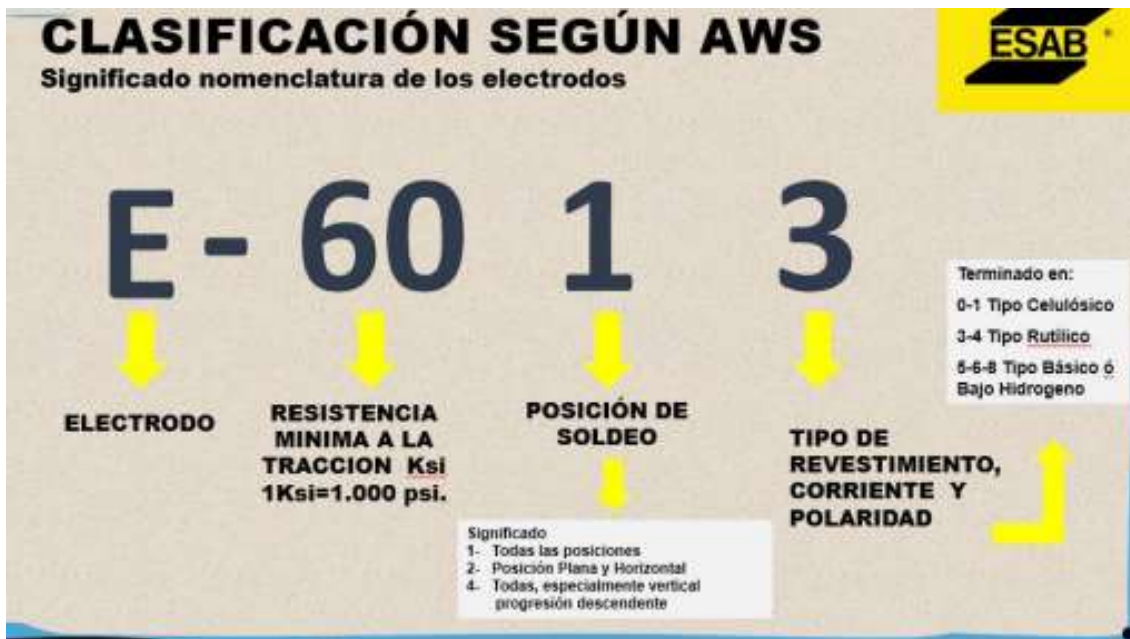 CLASIFICACIÓN SEGÚN AWS
Significado nomenclatura de los electrodos
ESAB
E - 60 1 3
ELECTRODO
RESISTENCIA
MINIMA A LA
TRACCION Ksi
1Ksi=1.000 psi.
POSICIÓN DE
SOLDEO
Significado
1- Todas las posiciones
2- Posición Plana y Horizontal
4- Todas, especialmente vertical
progresión descendente
TIPO DE
REVESTIMIENTO,
CORRIENTE Y
POLARIDAD
Terminado en:
0-1 Tipo Celulósico
3-4 Tipo Rutílico
5-6-8 Tipo Básico ó
Bajo Hidrogeno